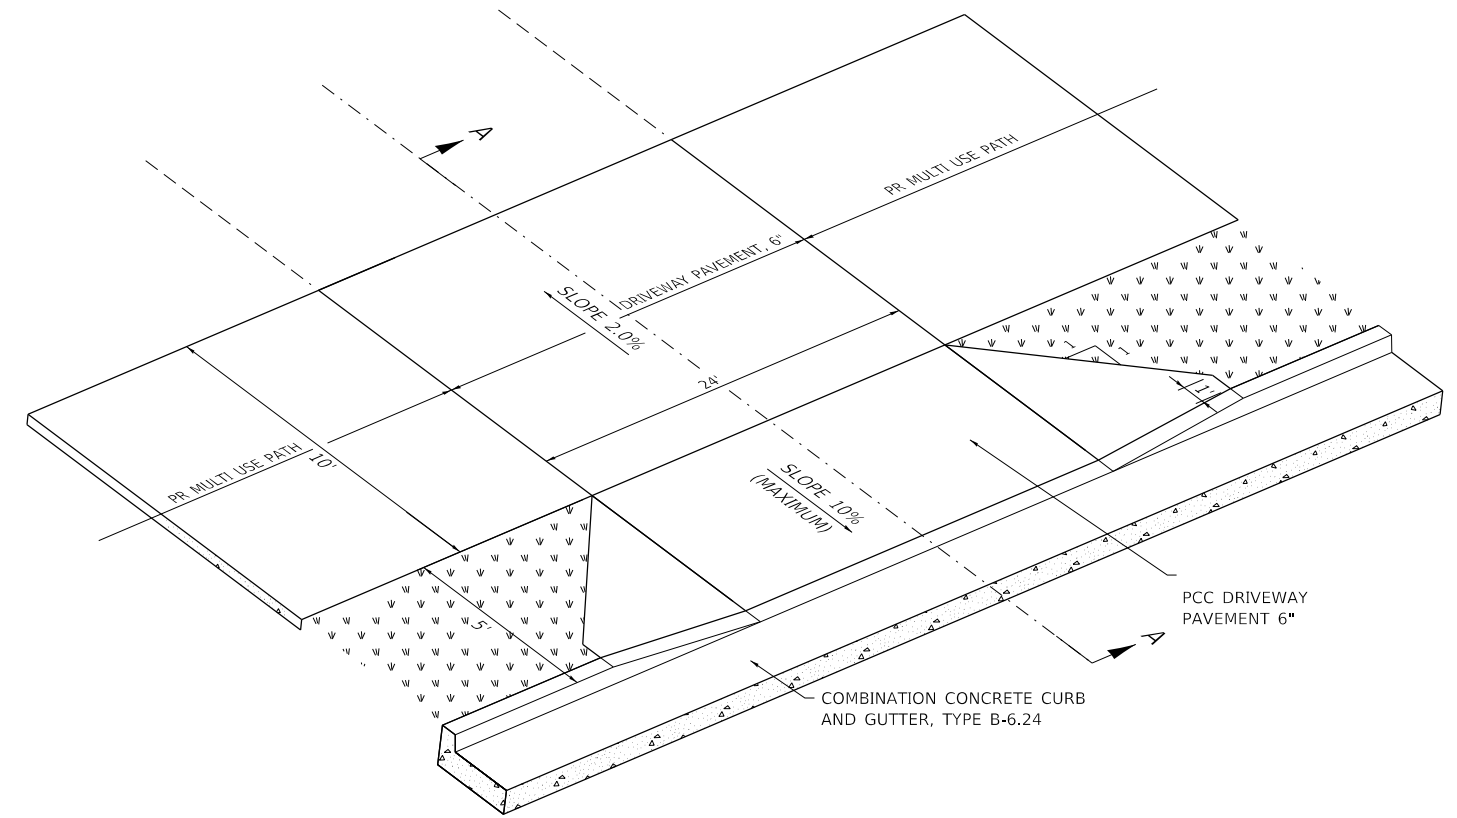 A
PR MULTI USE PATH
DRIVEWAY PAVEMENT, 6"
SLOPE 2.0%
24'
1
1
1'
PR MULTI USE PATH
10'
SLOPE 10%
(MAXIMUM)
5'
PCC DRIVEWAY
PAVEMENT 6"
A
COMBINATION CONCRETE CURB
AND GUTTER, TYPE B-6.24